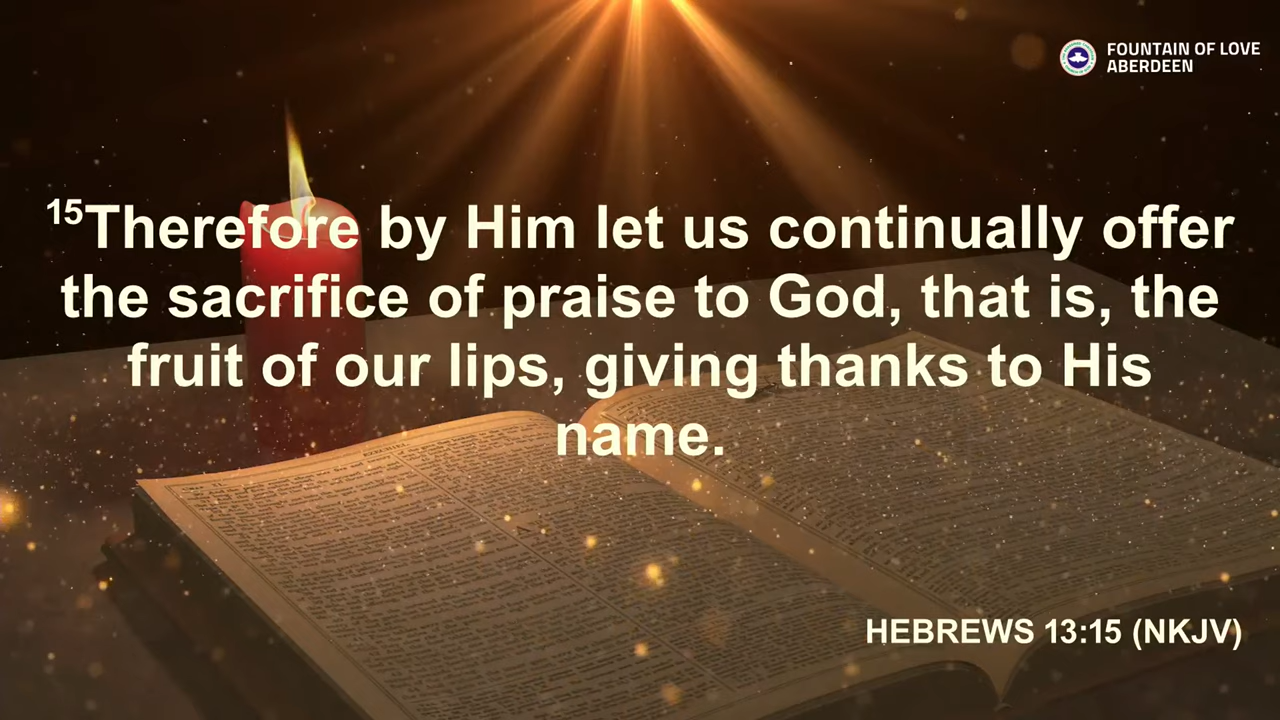 FOUNTAIN OF LOVE
ABERDEEN
15Therefore by Him let us continually offer
the sacrifice of praise to God, that is, the
fruit of our lips, giving thanks to His
name.
HEBREWS 13:15 (NKJV)